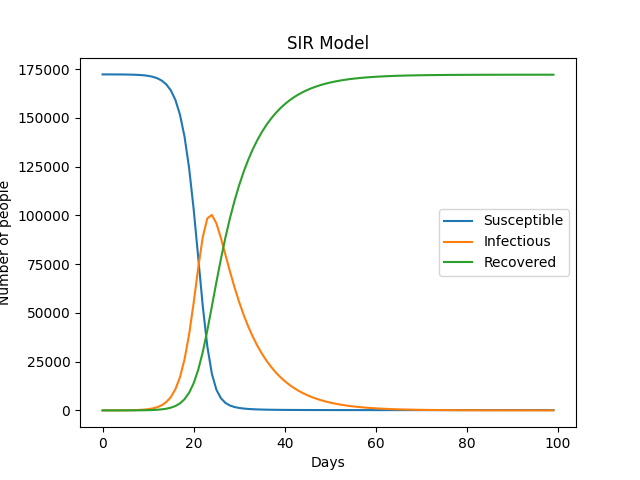 SIR Model
175000
150000
125000
100000
75000
50000
25000
0
Number of people
Susceptible
Infectious
Recovered
0 20 40 60 80 100
Days